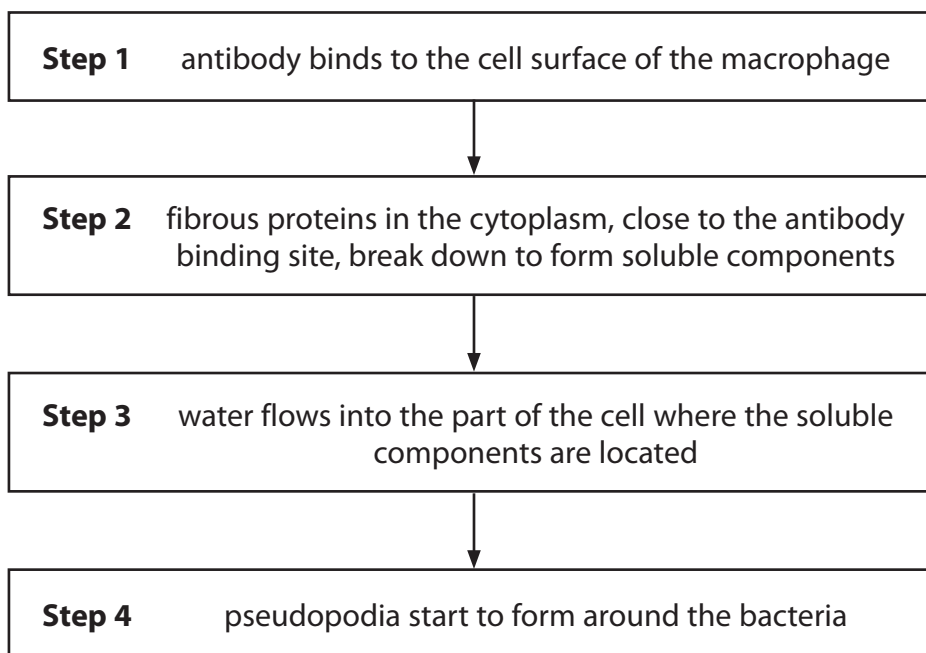 Step 1 antibody binds to the cell surface of the macrophage
Step 2 fibrous proteins in the cytoplasm, close to the antibody
binding site, break down to form soluble components
Step 3 water flows into the part of the cell where the soluble
components are located
Step 4 pseudopodia start to form around the bacteria